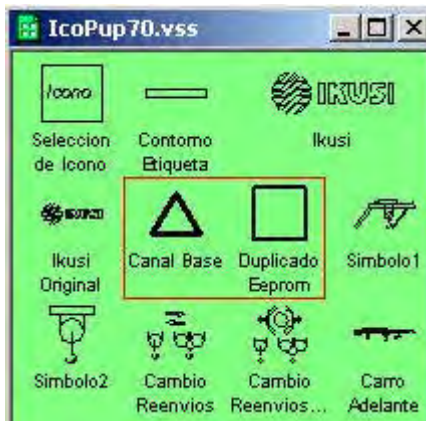 IcoPup70.vss
Icono
IKUSI
Seleccion
de Icono
Contorno
Etiqueta
Ikusi
Ikusi
Original
Canal Base
Duplicado
Eeprom
Simbolo1
Simbolo2
Cambio
Reenvios
Cambio
Reenvios...
Carro
Adelante